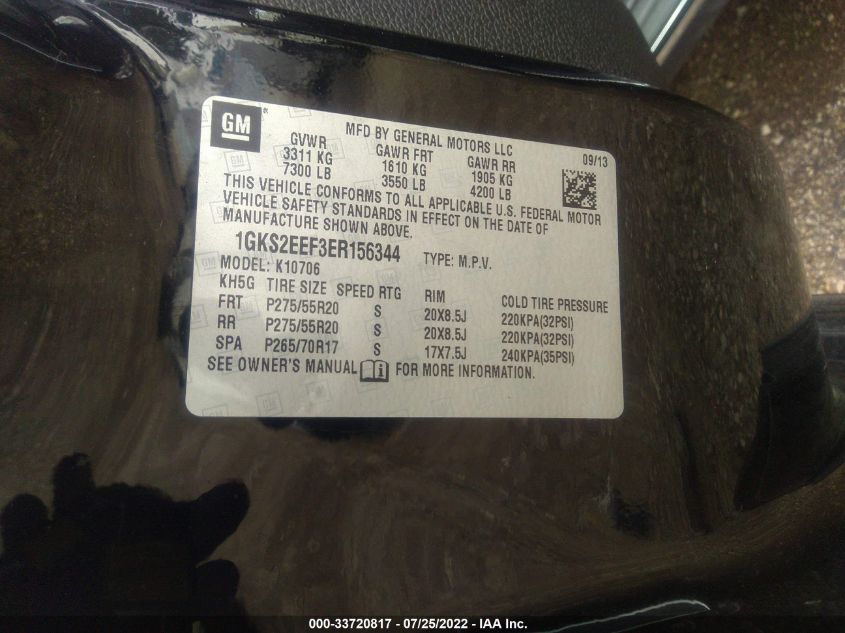 GM MFD BY GENERAL MOTORS LLC 09/13
GVWR GAWR FRT GAWR RR
3311 KG 1610 KG 1905 KG
7300 LB 3550 LB 4200 LB
THIS VEHICLE CONFORMS TO ALL APPLICABLE U.S. FEDERAL MOTOR
VEHICLE SAFETY STANDARDS IN EFFECT ON THE DATE OF
MANUFACTURE SHOWN ABOVE.
1GKS2EEF3ER156344 TYPE: M.P.V.
MODEL: K10706
KH5G TIRE SIZE SPEED RTG RIM COLD TIRE PRESSURE
FRT P275/55R20 S 20X8.5J 220KPA(32PSI)
RR P275/55R20 S 20X8.5J 220KPA(32PSI)
SPA P265/70R17 S 17X7.5J 240KPA(35PSI)
SEE OWNER'S MANUAL FOR MORE INFORMATION.
000-33720817 - 07/25/2022 - IAA Inc.